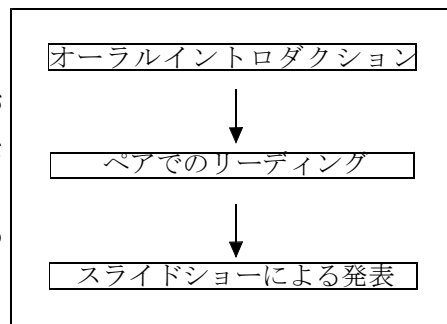 オーラルイントロダクション
ペアでのリーディング
スライドショーによる発表